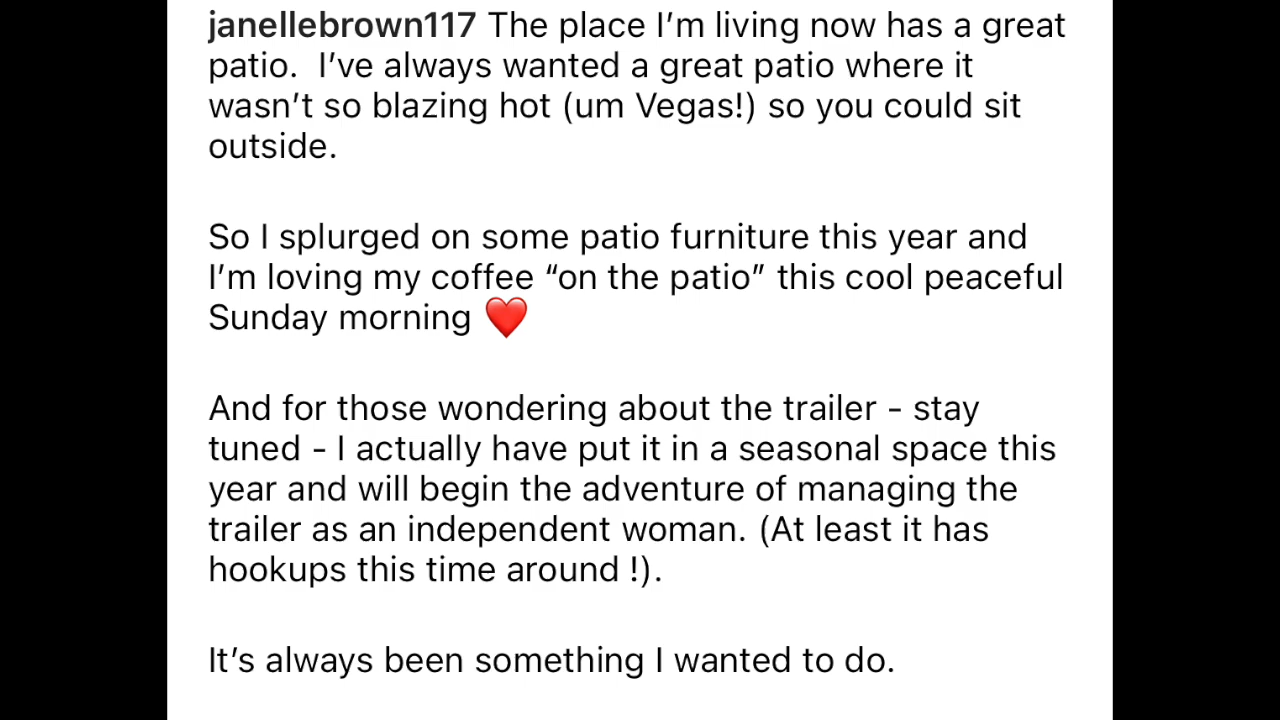 janellebrown117 The place I’m living now has a great
patio.  I’ve always wanted a great patio where it
wasn’t so blazing hot (um Vegas!) so you could sit
outside.
So I splurged on some patio furniture this year and
I’m loving my coffee “on the patio” this cool peaceful
Sunday morning ❤️
And for those wondering about the trailer - stay
tuned - I actually have put it in a seasonal space this
year and will begin the adventure of managing the
trailer as an independent woman. (At least it has
hookups this time around !).
It’s always been something I wanted to do.